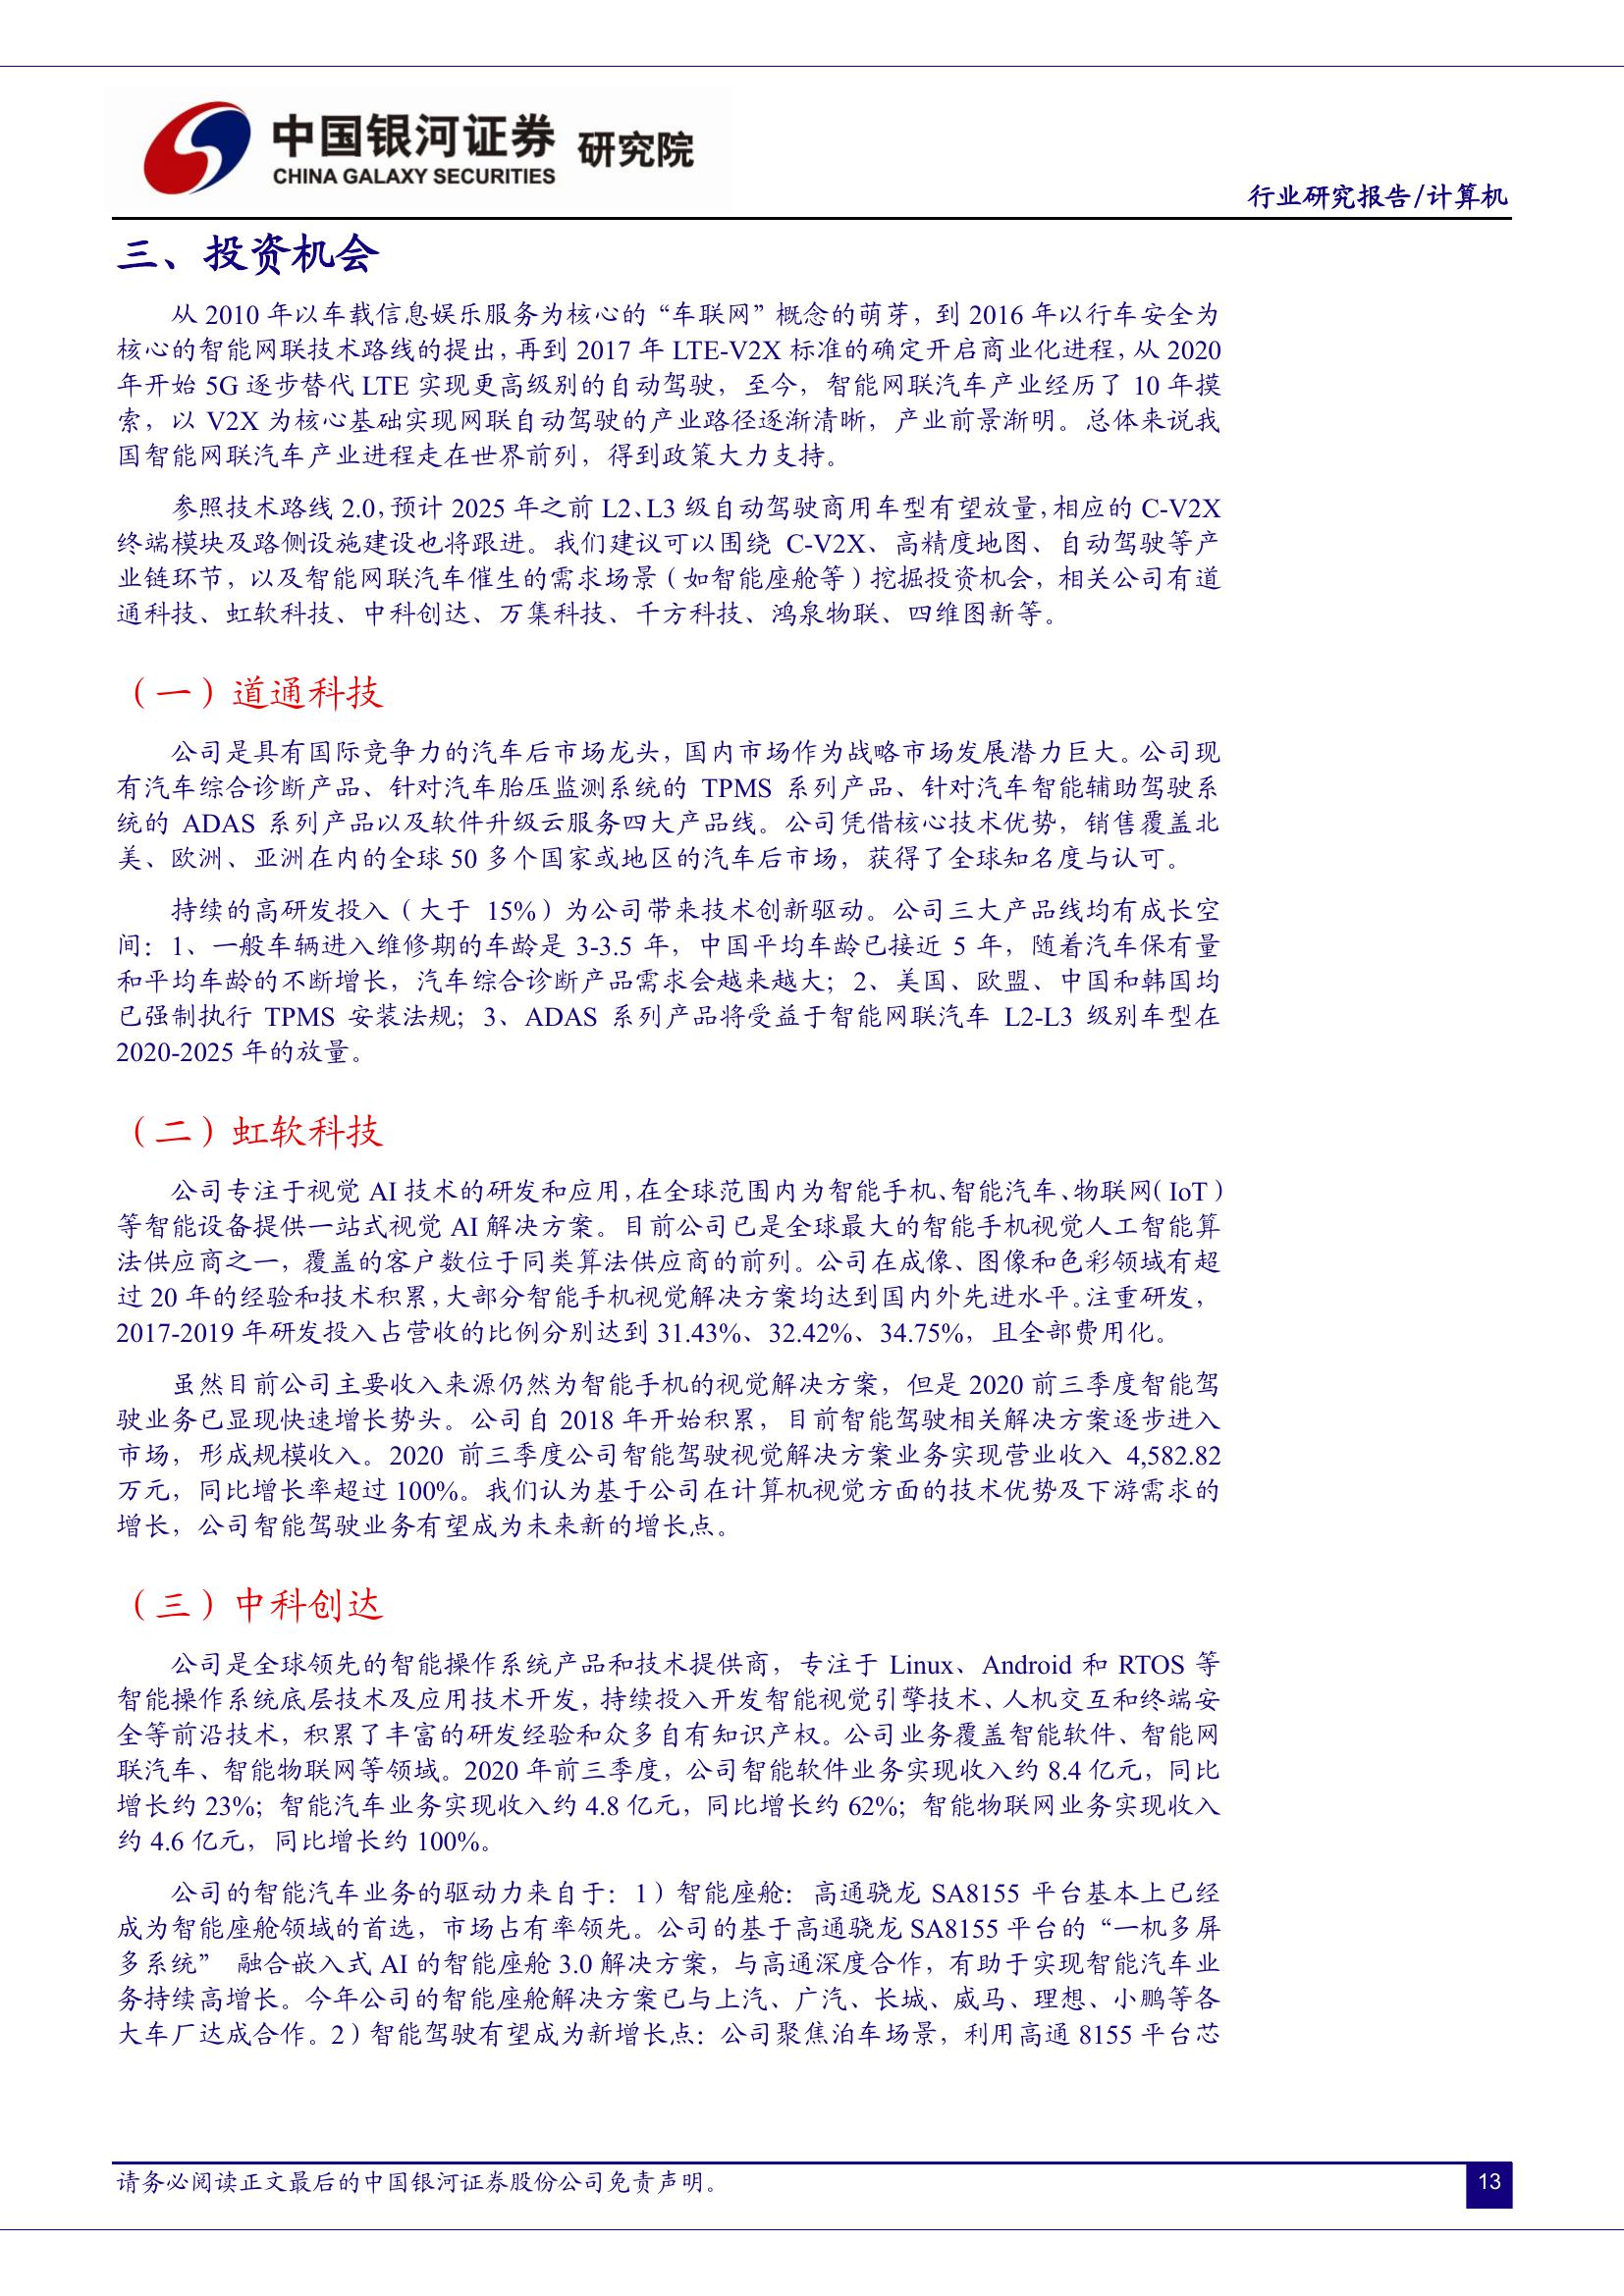 中国银河证券 研究院
CHINA GALAXY SECURITIES
行业研究报告/计算机
三、投资机会
从 2010 年以车载信息娱乐服务为核心的“车联网”概念的萌芽，到 2016 年以行车安全为
核心的智能网联技术路线的提出，再到 2017 年 LTE-V2X 标准的确定开启商业化进程，从 2020
年开始 5G 逐步替代 LTE 实现更高级别的自动驾驶，至今，智能网联汽车产业经历了 10 年摸
索，以 V2X 为核心基础实现网联自动驾驶的产业路径逐渐清晰，产业前景渐明。总体来说我
国智能网联汽车产业进程走在世界前列，得到政策大力支持。
参照技术路线 2.0，预计 2025 年之前 L2、L3 级自动驾驶商用车型有望放量，相应的 C-V2X
终端模块及路侧设施建设也将跟进。我们建议可以围绕 C-V2X、高精度地图、自动驾驶等产
业链环节，以及智能网联汽车催生的需求场景（如智能座舱等）挖掘投资机会，相关公司有道
通科技、虹软科技、中科创达、万集科技、千方科技、鸿泉物联、四维图新等。
（一）道通科技
公司是具有国际竞争力的汽车后市场龙头，国内市场作为战略市场发展潜力巨大。公司现
有汽车综合诊断产品、针对汽车胎压监测系统的 TPMS 系列产品、针对汽车智能辅助驾驶系
统的 ADAS 系列产品以及软件升级云服务四大产品线。公司凭借核心技术优势，销售覆盖北
美、欧洲、亚洲在内的全球 50 多个国家或地区的汽车后市场，获得了全球知名度与认可。
持续的高研发投入（大于 15%）为公司带来技术创新驱动。公司三大产品线均有成长空
间：1、一般车辆进入维修期的车龄是 3-3.5 年，中国平均车龄已接近 5 年，随着汽车保有量
和平均车龄的不断增长，汽车综合诊断产品需求会越来越大；2、美国、欧盟、中国和韩国均
已强制执行 TPMS 安装法规；3、ADAS 系列产品将受益于智能网联汽车 L2-L3 级别车型在
2020-2025 年的放量。
（二）虹软科技
公司专注于视觉 AI 技术的研发和应用，在全球范围内为智能手机、智能汽车、物联网（IoT）
等智能设备提供一站式视觉 AI 解决方案。目前公司已是全球最大的智能手机视觉人工智能算
法供应商之一，覆盖的客户数位于同类算法供应商的前列。公司在成像、图像和色彩领域有超
过 20 年的经验和技术积累，大部分智能手机视觉解决方案均达到国内外先进水平。注重研发，
2017-2019 年研发投入占营收的比例分别达到 31.43%、32.42%、34.75%，且全部费用化。
虽然目前公司主要收入来源仍然为智能手机的视觉解决方案，但是 2020 前三季度智能驾
驶业务已显现快速增长势头。公司自 2018 年开始积累，目前智能驾驶相关解决方案逐步进入
市场，形成规模收入。2020 前三季度公司智能驾驶视觉解决方案业务实现营业收入 4,582.82
万元，同比增长率超过 100%。我们认为基于公司在计算机视觉方面的技术优势及下游需求的
增长，公司智能驾驶业务有望成为未来新的增长点。
（三）中科创达
公司是全球领先的智能操作系统产品和技术提供商，专注于 Linux、Android 和 RTOS 等
智能操作系统底层技术及应用技术开发，持续投入开发智能视觉引擎技术、人机交互和终端安
全等前沿技术，积累了丰富的研发经验和众多自有知识产权。公司业务覆盖智能软件、智能网
联汽车、智能物联网等领域。2020 年前三季度，公司智能软件业务实现收入约 8.4 亿元，同比
增长约 23%；智能汽车业务实现收入约 4.8 亿元，同比增长约 62%；智能物联网业务实现收入
约 4.6 亿元，同比增长约 100%。
公司的智能汽车业务的驱动力来自于：1）智能座舱：高通骁龙 SA8155 平台基本上已经
成为智能座舱领域的首选，市场占有率领先。公司的基于高通骁龙 SA8155 平台的“一机多屏
多系统” 融合嵌入式 AI 的智能座舱 3.0 解决方案，与高通深度合作，有助于实现智能汽车业
务持续高增长。今年公司的智能座舱解决方案已与上汽、广汽、长城、威马、理想、小鹏等各
大车厂达成合作。2）智能驾驶有望成为新增长点：公司聚焦泊车场景，利用高通 8155 平台芯
请务必阅读正文最后的中国银河证券股份公司免责声明。
13